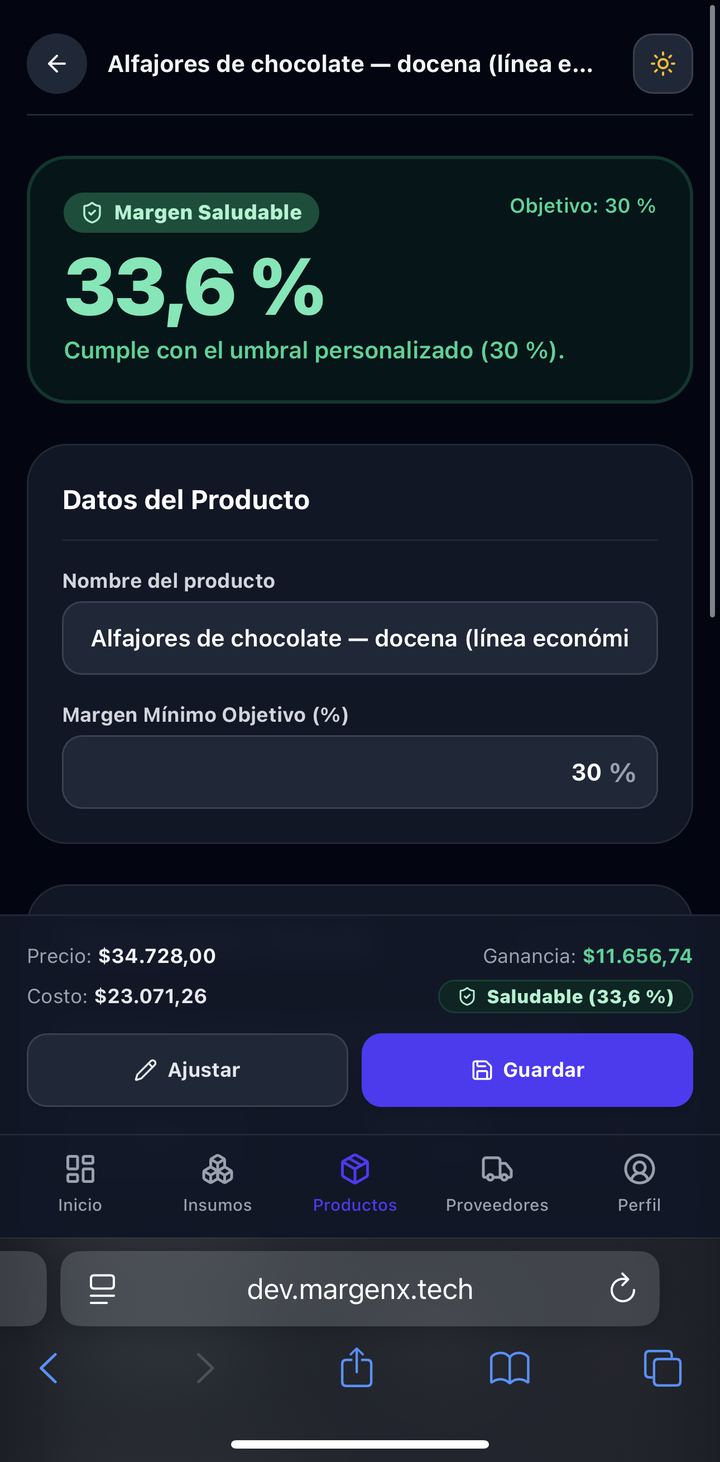 Alfajores de chocolate — docena (línea e...
Margen Saludable
Objetivo: 30 %
33,6 %
Cumple con el umbral personalizado (30 %).
Datos del Producto
Nombre del producto
Alfajores de chocolate — docena (línea económi
Margen Mínimo Objetivo (%)
30 %
Precio: $34.728,00
Ganancia: $11.656,74
Costo: $23.071,26
Saludable (33,6 %)
Ajustar
Guardar
Inicio
Insumos
Productos
Proveedores
Perfil
dev.margenx.tech